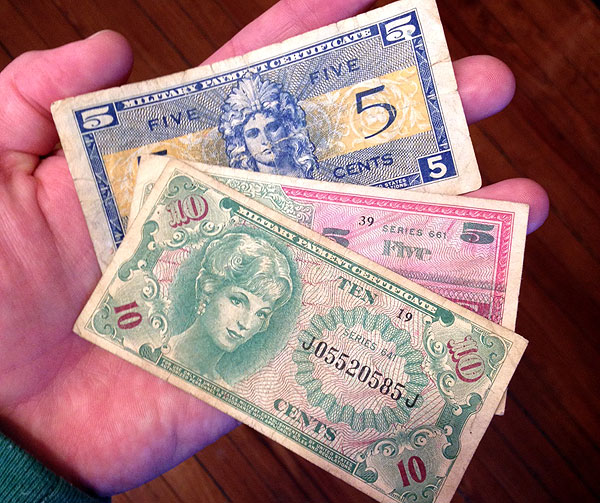 5 MILITARY PAYMENT CERTIFICATE 5
FIVE FIVE
5
CENTS 5
39 SERIES 661
5 Five 5
10 MILITARY PAYMENT CERTIFICATE
TEN 19
SERIES 641
J05520585J
10 10
CENTS
10